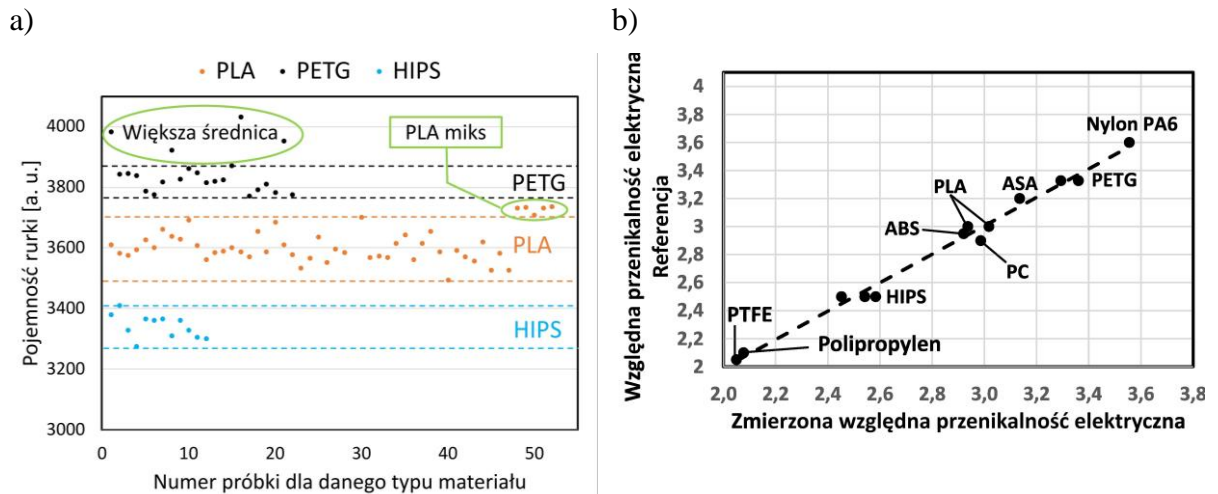 a)
• PLA • PETG • HIPS
Pojemność rurki [a. u.]
4000
3800
3600
3400
3200
3000
Większa średnica
PLA miks
PETG
PLA
HIPS
0 10 20 30 40 50
Numer próbki dla danego typu materiału
b)
Względna przenikalność elektryczna
Referencja
4
3,8
3,6
3,4
3,2
3
2,8
2,6
2,4
2,2
2
Nylon PA6
PLA
ASA
PETG
ABS
PC
HIPS
PTFE
Polipropylen
2,0 2,2 2,4 2,6 2,8 3,0 3,2 3,4 3,6 3,8
Zmierzona względna przenikalność elektryczna